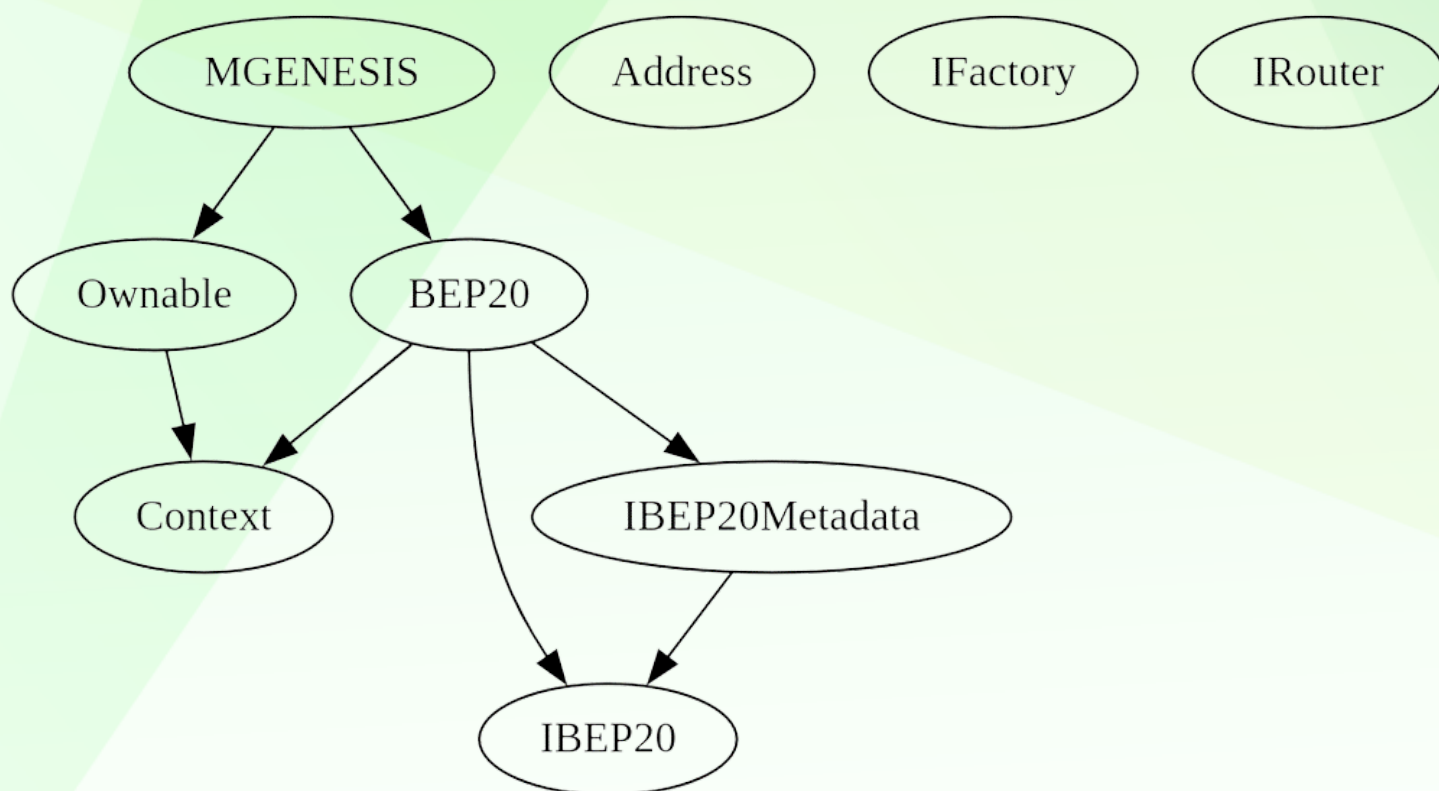 MGENESIS
Address
IFactory
IRouter
Ownable
BEP20
Context
IBEP20Metadata
IBEP20